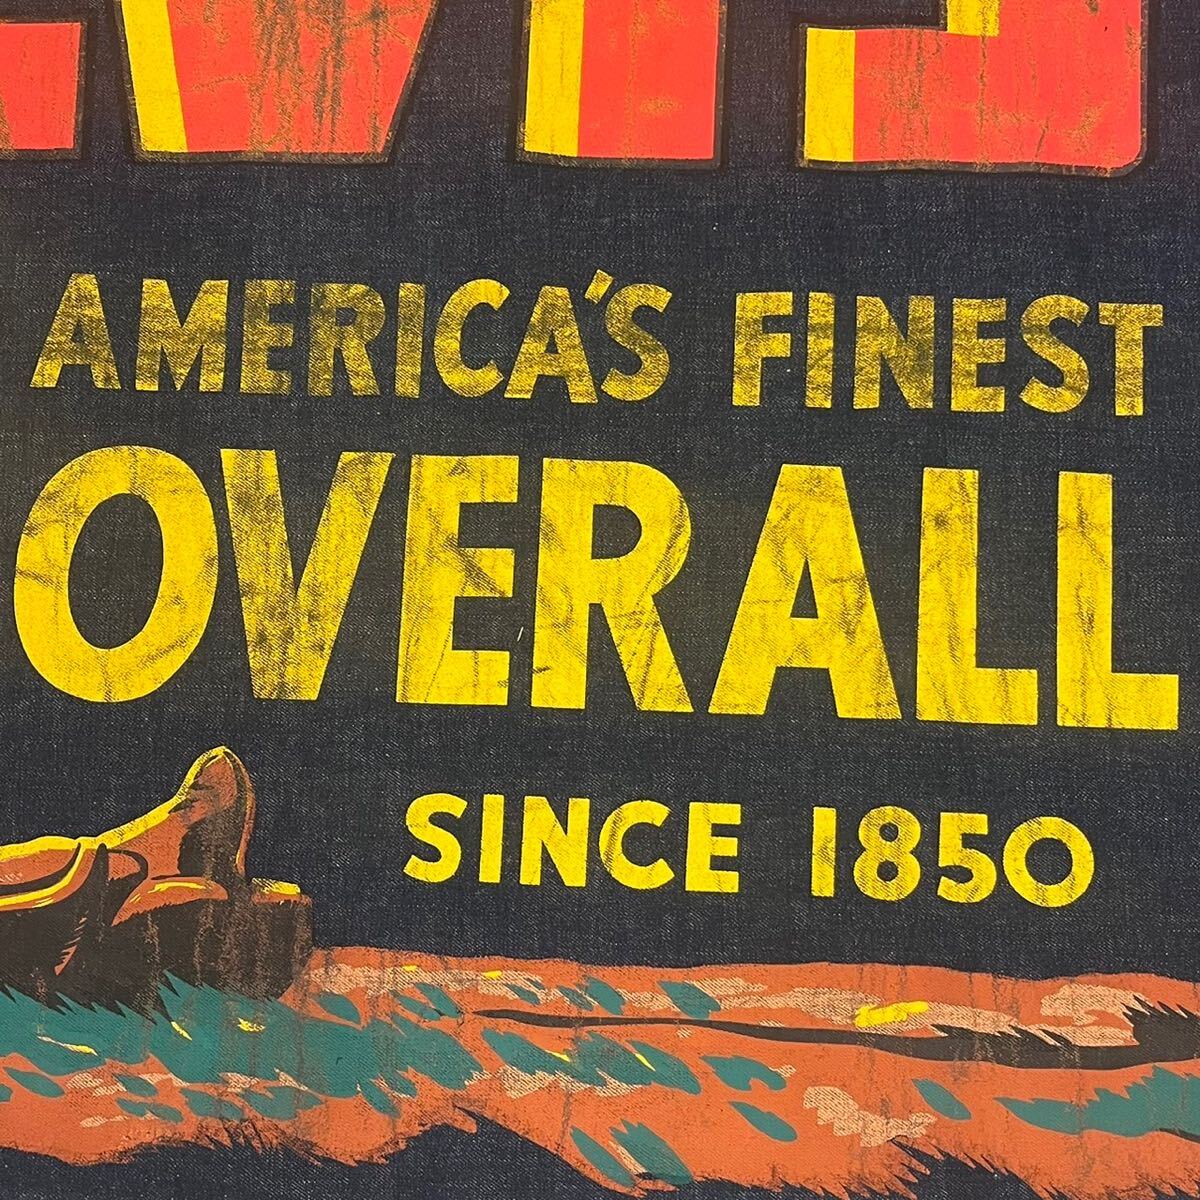 AMERICA'S FINEST
OVERALL
SINCE 1850